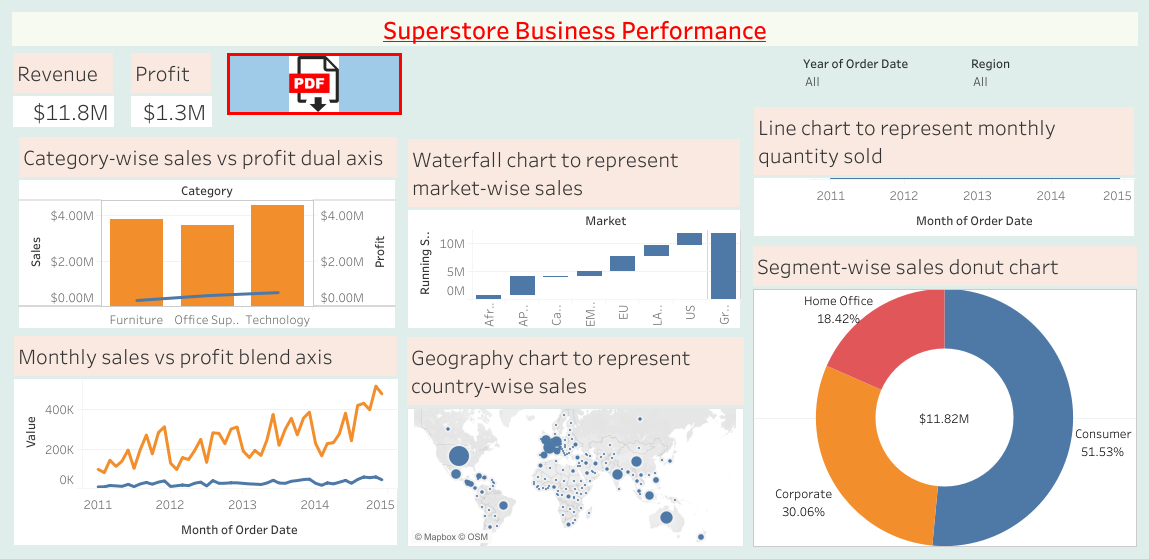 Superstore Business Performance
Revenue
$11.8M
Profit
$1.3M
PDF
Year of Order Date
All
Region
All
Category-wise sales vs profit dual axis
Category
Sales
$4.00M
$2.00M
$0.00M
$4.00M
$2.00M
$0.00M
Profit
Furniture
Office Sup..
Technology
Waterfall chart to represent
market-wise sales
Market
Running S..
10M
5M
0M
Afr..
AP..
Ca..
EM..
EU
LA..
US
Gr..
Line chart to represent monthly
quantity sold
2011
2012
2013
2014
2015
Month of Order Date
Monthly sales vs profit blend axis
Value
400K
200K
0K
2011
2012
2013
2014
2015
Month of Order Date
Geography chart to represent
country-wise sales
© Mapbox © OSM
Segment-wise sales donut chart
Home Office
18.42%
$11.82M
Consumer
51.53%
Corporate
30.06%